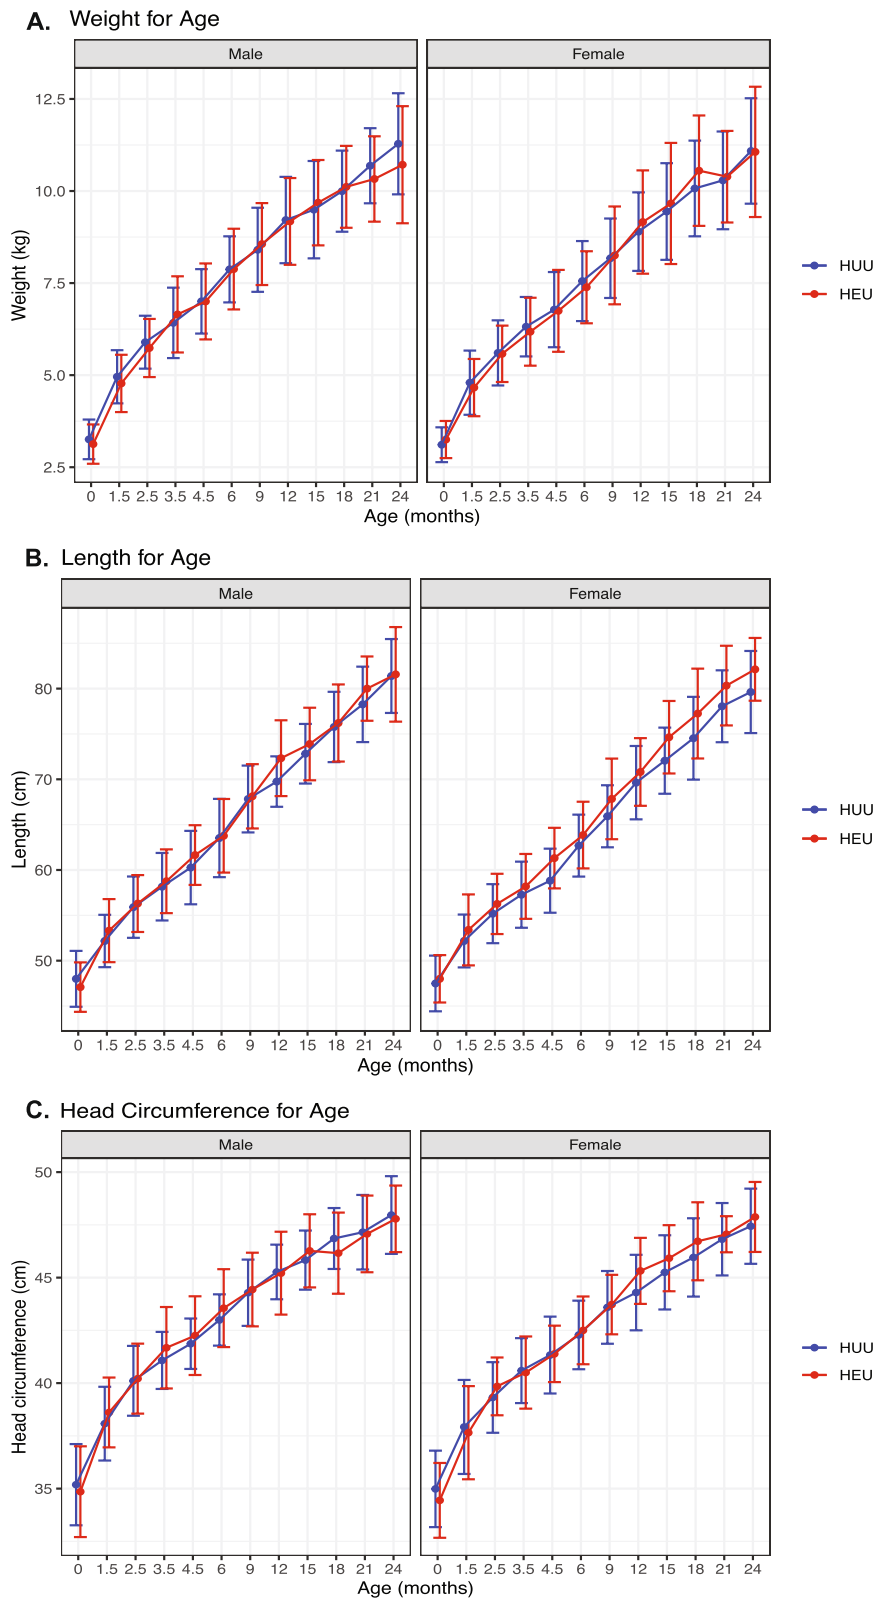 A. Weight for Age
Male Female
12.5
10.0
7.5
5.0
2.5
Weight (kg)
0 1.5 2.5 3.5 4.5 6 9 12 15 18 21 24 0 1.5 2.5 3.5 4.5 6 9 12 15 18 21 24
Age (months)
HUU
HEU
B. Length for Age
Male Female
80
70
60
50
Length (cm)
0 1.5 2.5 3.5 4.5 6 9 12 15 18 21 24 0 1.5 2.5 3.5 4.5 6 9 12 15 18 21 24
Age (months)
HUU
HEU
C. Head Circumference for Age
Male Female
50
45
40
35
Head circumference (cm)
0 1.5 2.5 3.5 4.5 6 9 12 15 18 21 24 0 1.5 2.5 3.5 4.5 6 9 12 15 18 21 24
Age (months)
HUU
HEU